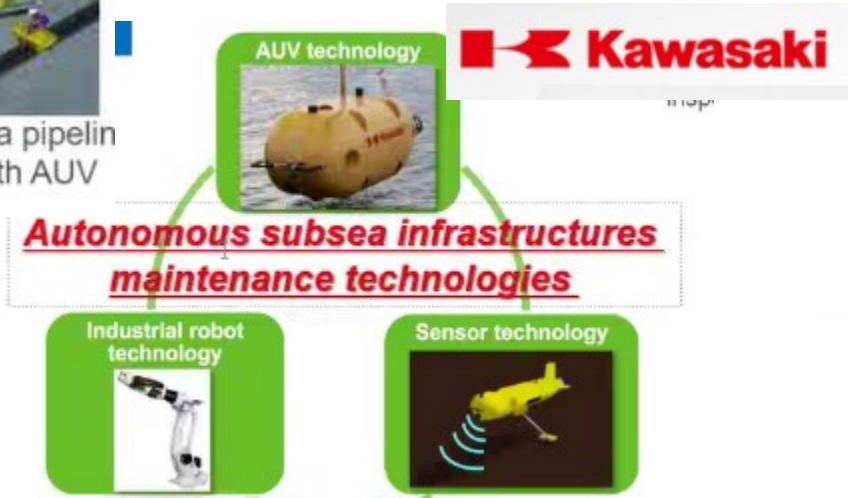 AUV technology
Kawasaki
a pipelin
th AUV
Autonomous subsea infrastructures
maintenance technologies
Industrial robot
technology
Sensor technology